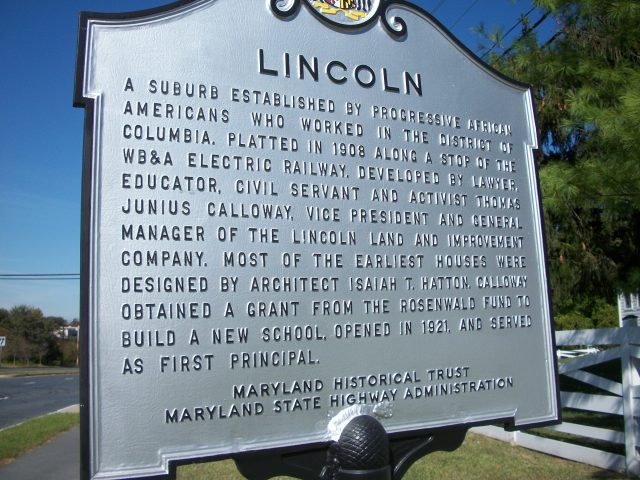 LINCOLN
A SUBURB ESTABLISHED BY PROGRESSIVE AFRICAN
AMERICANS WHO WORKED IN THE DISTRICT OF
COLUMBIA. PLATTED IN 1908 ALONG A STOP OF THE
WB&A ELECTRIC RAILWAY. DEVELOPED BY LAWYER,
EDUCATOR, CIVIL SERVANT AND ACTIVIST THOMAS
JUNIUS CALLOWAY, VICE PRESIDENT AND GENERAL
MANAGER OF THE LINCOLN LAND AND IMPROVEMENT
COMPANY. MOST OF THE EARLIEST HOUSES WERE
DESIGNED BY ARCHITECT ISAIAH T. HATTON. CALLOWAY
OBTAINED A GRANT FROM THE ROSENWALD FUND TO
BUILD A NEW SCHOOL, OPENED IN 1921, AND SERVED
AS FIRST PRINCIPAL.
MARYLAND HISTORICAL TRUST
MARYLAND STATE HIGHWAY ADMINISTRATION